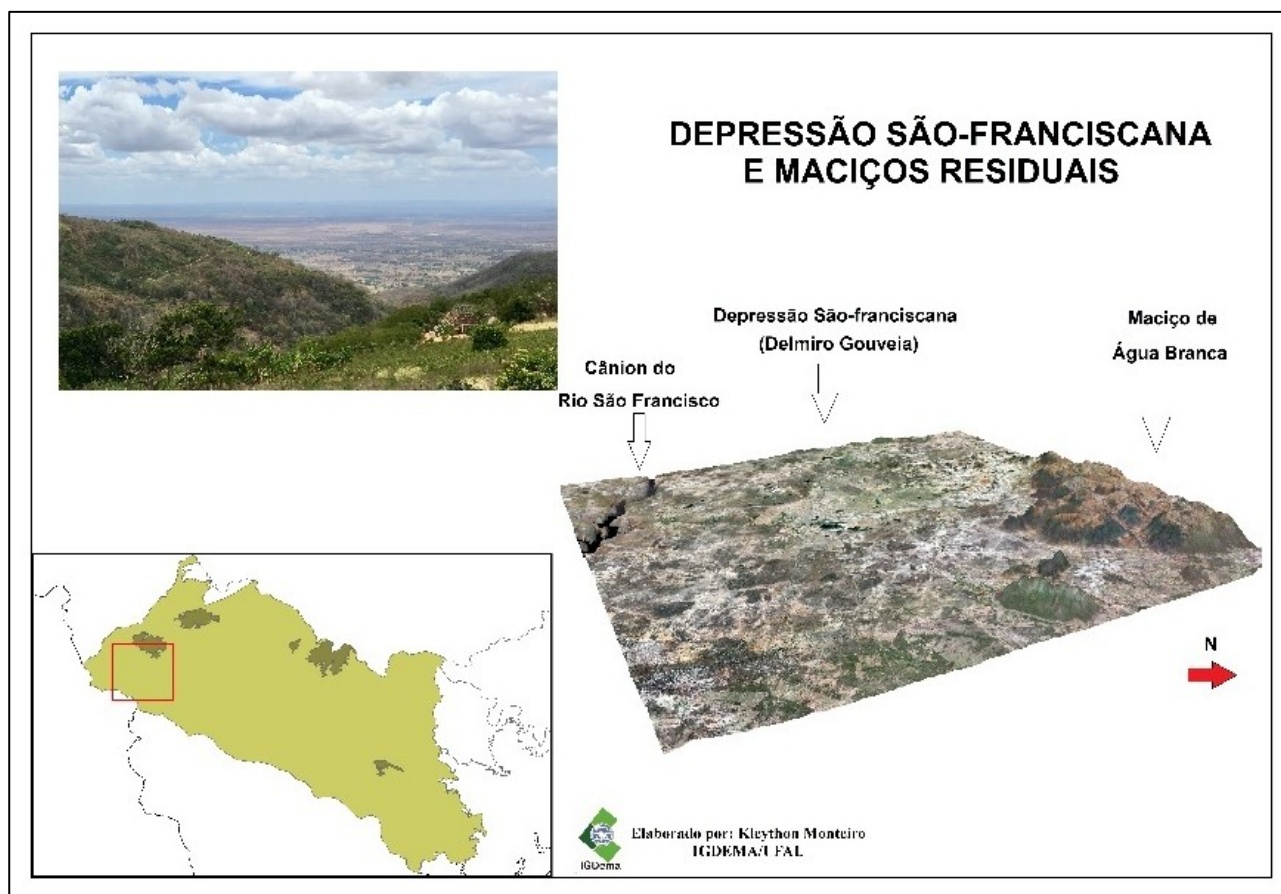 DEPRESSÃO SÃO-FRANCISCANA
E MACIÇOS RESIDUAIS
Depressão São-franciscana
(Delmiro Gouveia)
Maciço de
Água Branca
Cânion do
Rio São Francisco
N
Elaborado por: Kleython Monteiro
IGDEMA/UFAL
IGDema